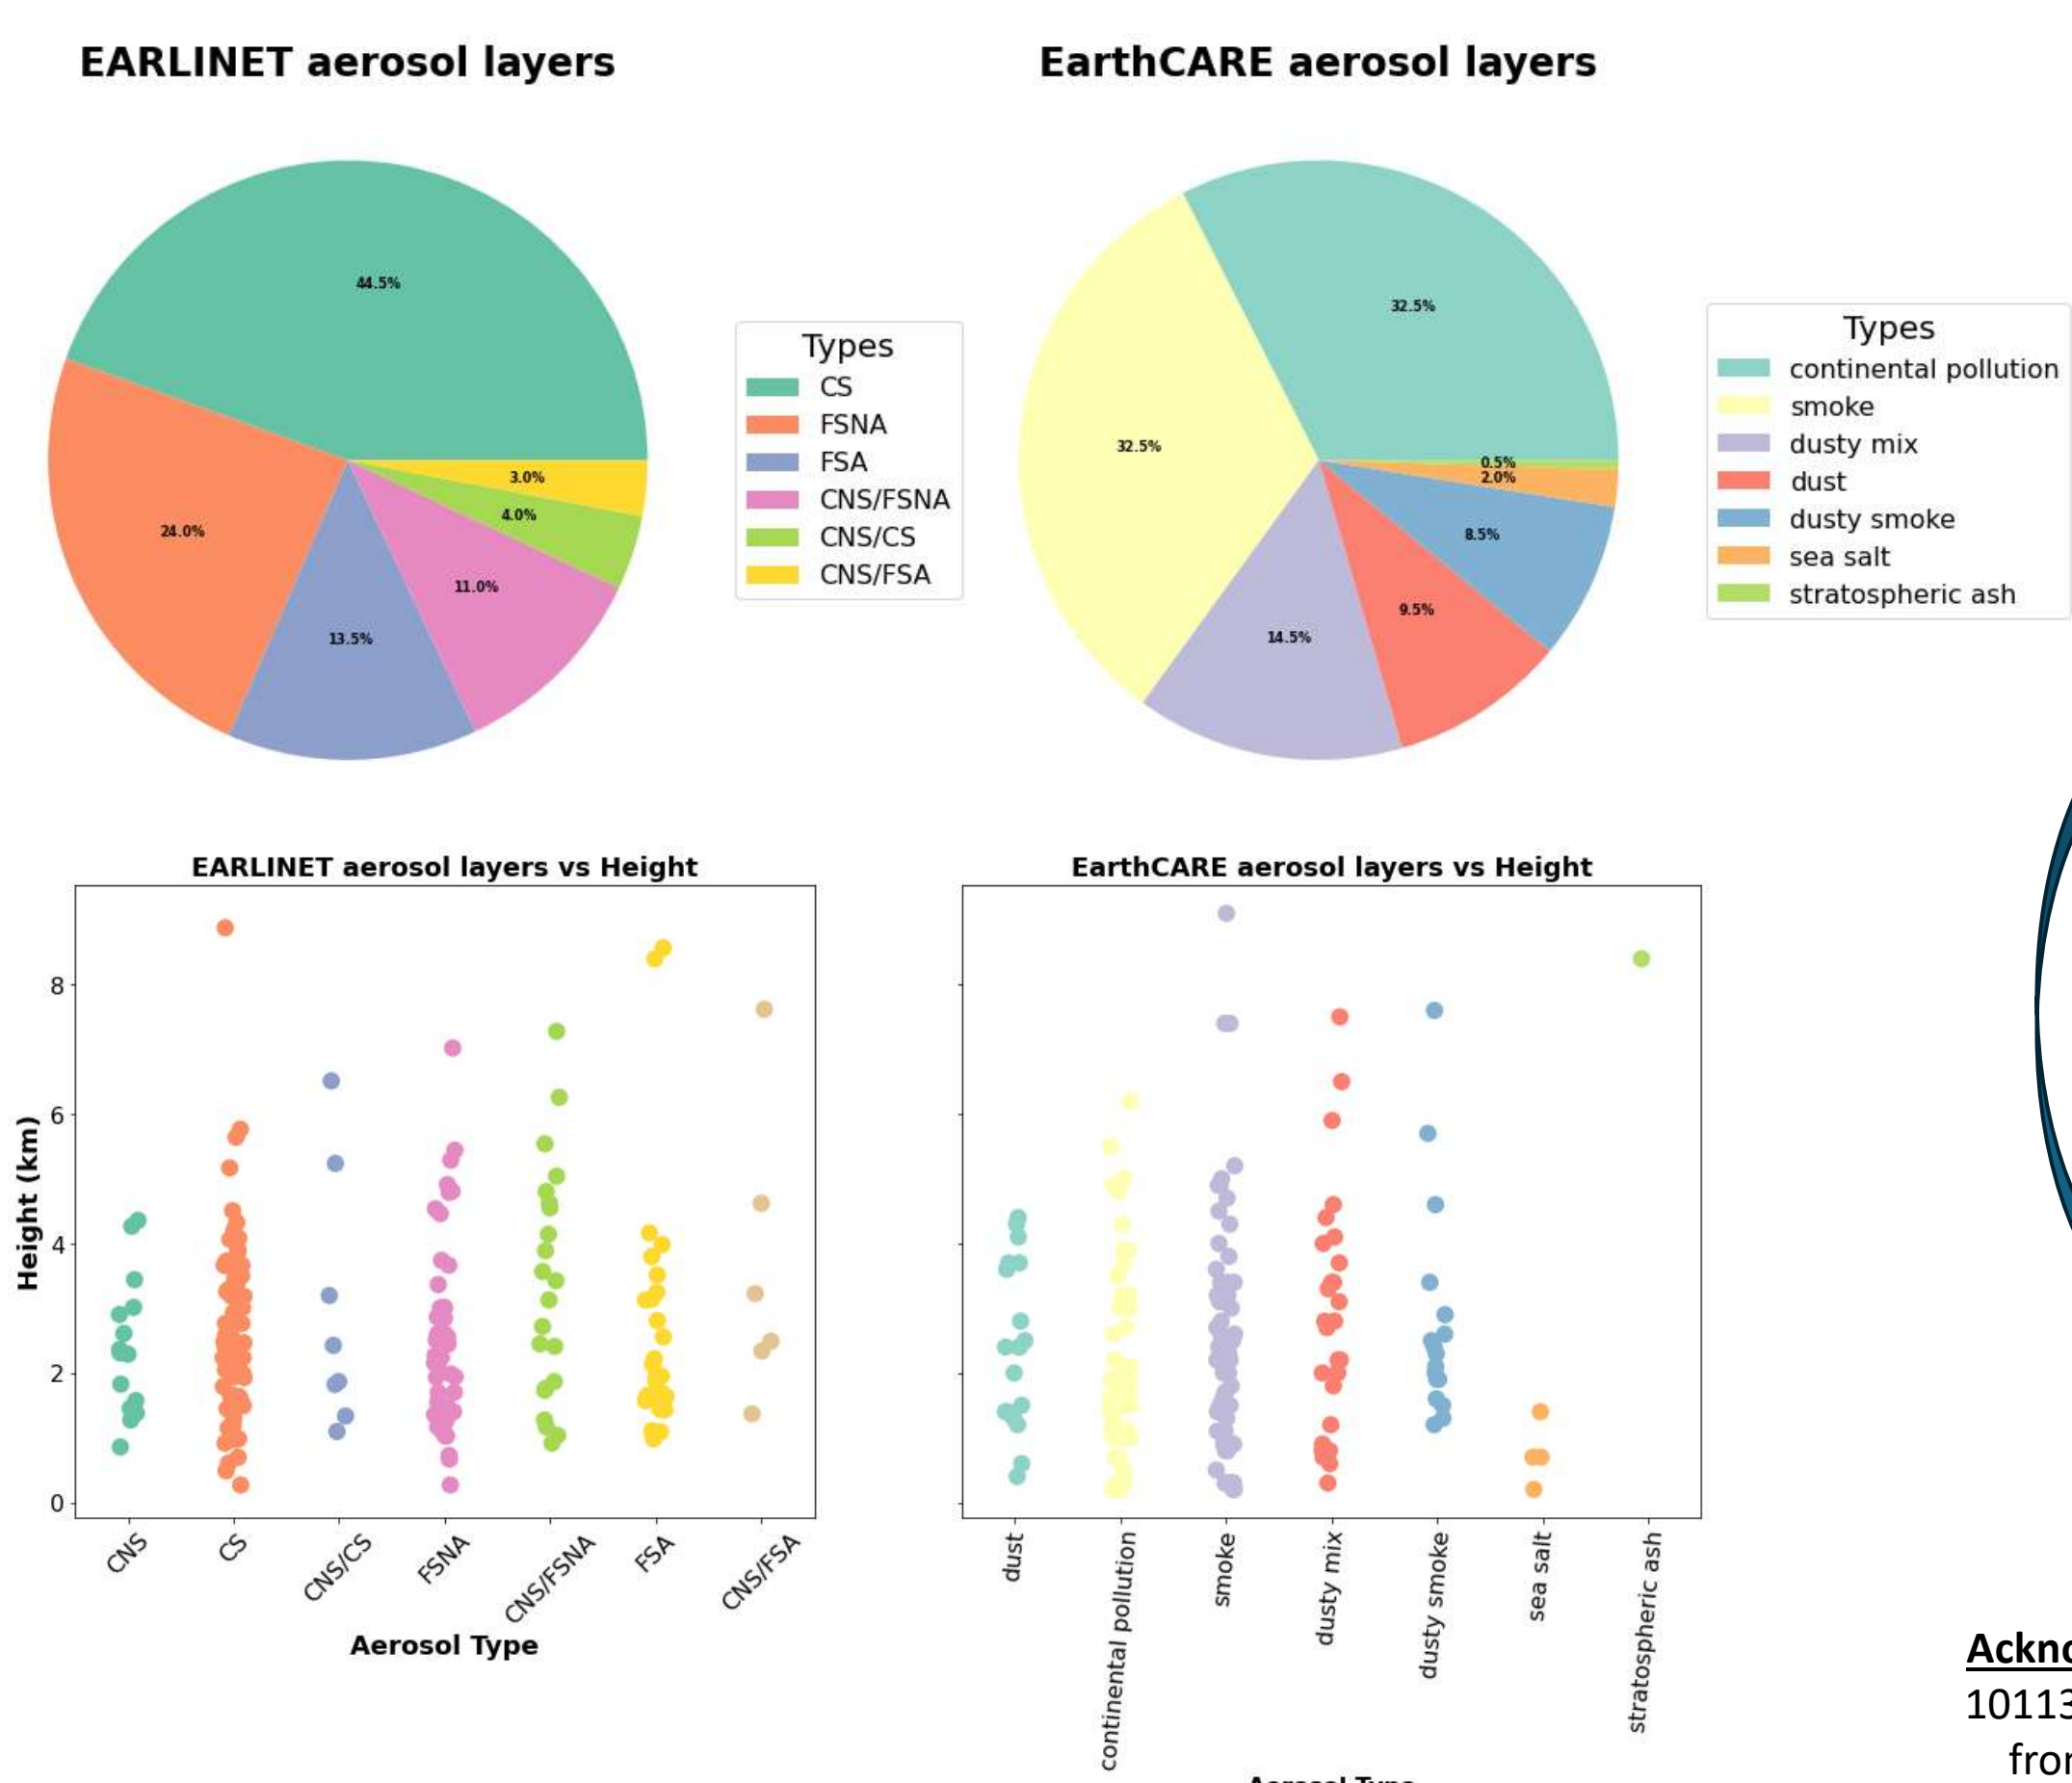 EARLINET aerosol layers
44.5%
24.0%
13.5%
11.0%
4.0%
3.0%
Types
CS
FSNA
FSA
CNS/FSNA
CNS/CS
CNS/FSA
EarthCARE aerosol layers
32.5%
32.5%
14.5%
9.5%
8.5%
2.0%
0.5%
Types
continental pollution
smoke
dusty mix
dust
dusty smoke
sea salt
stratospheric ash
EARLINET aerosol layers vs Height
Height (km)
8
6
4
2
0
CNS
CS
CNS/CS
FSNA
CNS/FSNA
FSA
CNS/FSA
Aerosol Type
EarthCARE aerosol layers vs Height
dust
continental pollution
smoke
dusty mix
dusty smoke
sea salt
stratospheric ash
Aerosol Type
Ackno
10113
fror